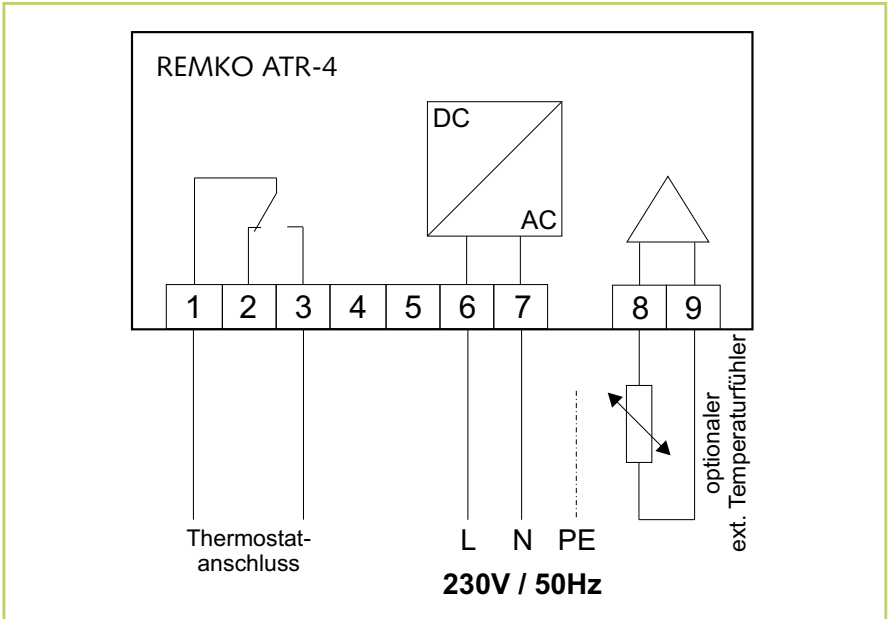 REMKO ATR-4
DC
AC
1 2 3 4 5 6 7 8 9
Thermostat-
anschluss
L N PE
230V / 50Hz
optionaler
ext. Temperaturfühler